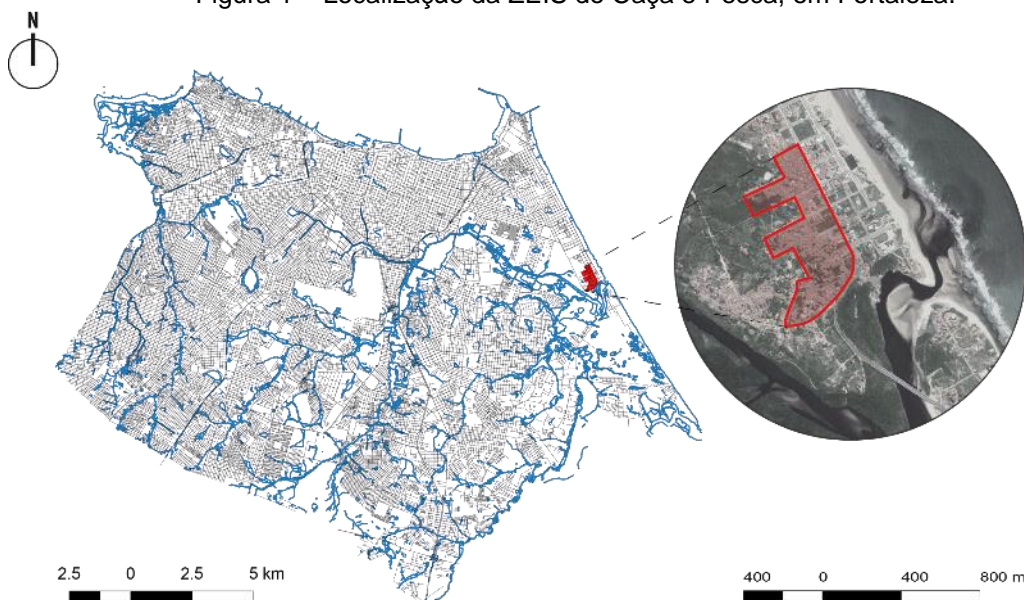 Figura – Localização da ZEIS do Caça e Pesca, em Fortaleza.
N
2.5 0 2.5 5 km
400 0 400 800 m